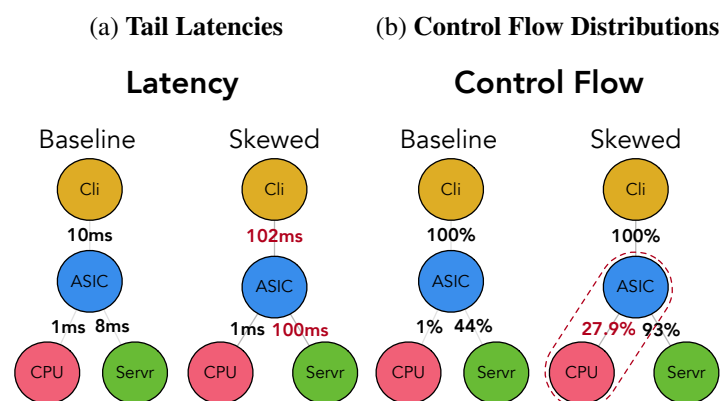 (a) Tail Latencies
(b) Control Flow Distributions
Latency
Control Flow
Baseline
Skewed
Baseline
Skewed
Cli
Cli
Cli
Cli
10ms
102ms
100%
100%
ASIC
ASIC
ASIC
ASIC
1ms
8ms
1ms
100ms
1%
44%
27.9%
93%
CPU
Servr
CPU
Servr
CPU
Servr
CPU
Servr